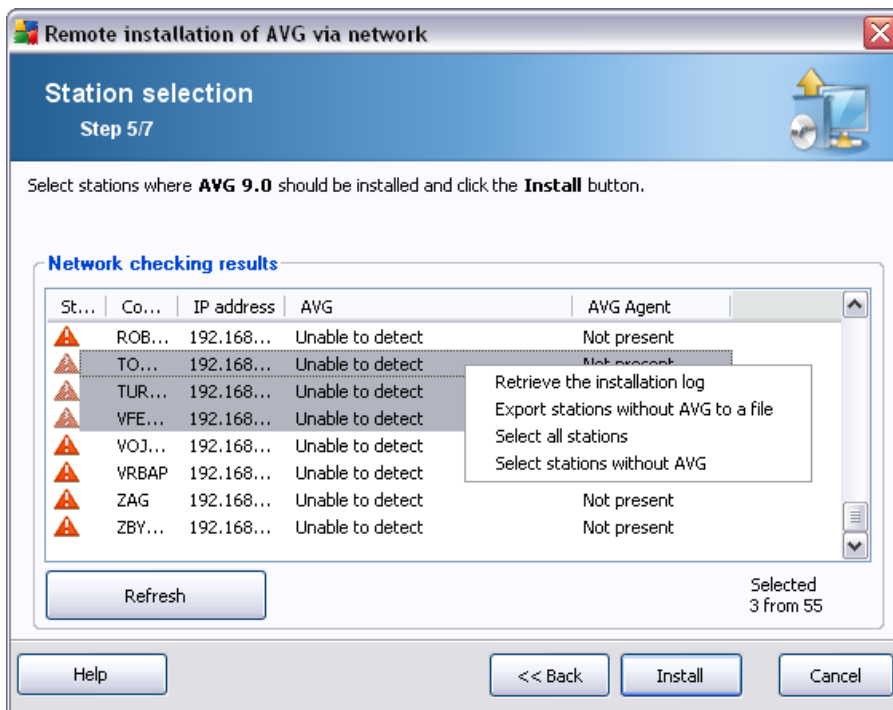 Remote installation of AVG via network
Station selection
Step 5/7
Select stations where AVG 9.0 should be installed and click the Install button.
Network checking results
St... Co... IP address AVG AVG Agent
ROB... 192.168... Unable to detect Not present
TO... 192.168... Unable to detect Not present
TUR... 192.168... Unable to detect
VFE... 192.168... Unable to detect
VOJ... 192.168... Unable to detect
VRBAP 192.168... Unable to detect
ZAG 192.168... Unable to detect Not present
ZBY... 192.168... Unable to detect Not present
Retrieve the installation log
Export stations without AVG to a file
Select all stations
Select stations without AVG
Refresh
Selected
3 from 55
Help << Back Install Cancel